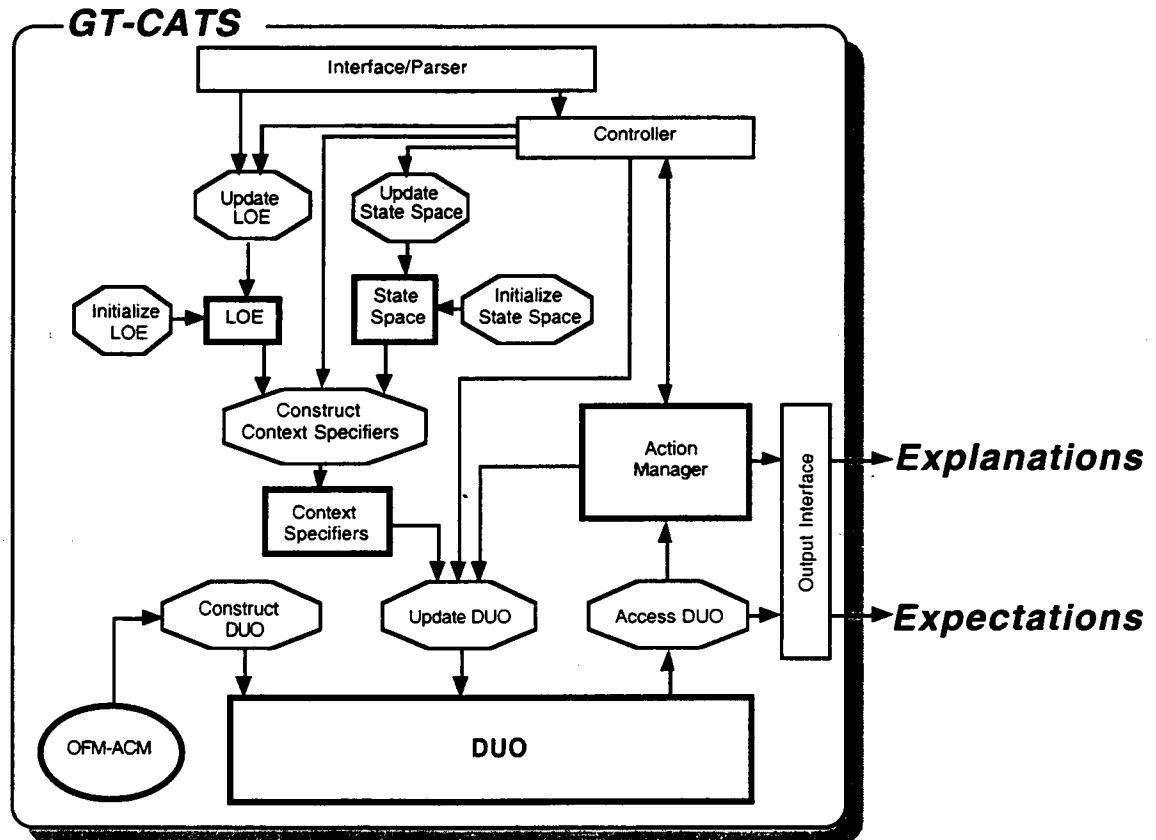 GT-CATS
Interface/Parser
Controller
Update
LOE
Update
State Space
Initialize
LOE
LOE
State
Space
Initialize
State Space
Construct
Context Specifiers
Action
Manager
Output Interface
Explanations
Context
Specifiers
Construct
DUO
Update DUO
Access DUO
Expectations
OFM-ACM
DUO